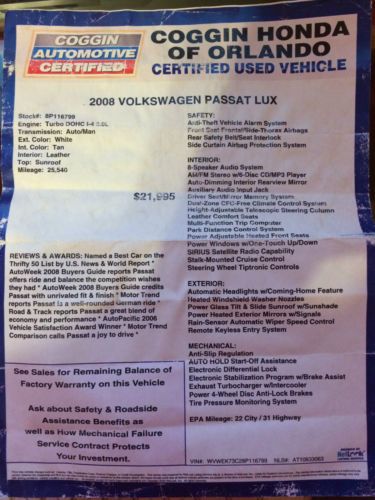 COGGIN
AUTOMOTIVE
CERTIFIED
COGGIN HONDA
OF ORLANDO
CERTIFIED USED VEHICLE
2008 VOLKSWAGEN PASSAT LUX
Stock#: 8P116799
Engine: Turbo DOHC I-4 2.0L
Transmission: Auto/Man
Ext. Color: White
Int. Color: Tan
Interior: Leather
Top: Sunroof
Mileage: 25,540
$21,995
REVIEWS & AWARDS: Named a Best Car on the
Thrifty 50 List by U.S. News & World Report *
AutoWeek 2008 Buyers Guide reports Passat
offers ride and balance the competition wishes
they had * AutoWeek 2008 Buyers Guide credits
Passat with unrivaled fit & finish * Motor Trend
reports Passat is a well-rounded German ride *
Road & Track reports Passat a great blend of
economy and performance * AutoPacific 2006
Vehicle Satisfaction Award Winner * Motor Trend
Comparison calls Passat a joy to drive *
See Sales for Remaining Balance of
Factory Warranty on this Vehicle
Ask about Safety & Roadside
Assistance Benefits as
well as How Mechanical Failure
Service Contract Protects
Your Investment.
SAFETY:
Anti-Theft Vehicle Alarm System
Front Seat Frontal/Side-Thorax Airbags
Rear Safety Belt/Seat Interlock
Side Curtain Airbag Protection System
INTERIOR:
8-Speaker Audio System
AM/FM Stereo w/6-Disc CD/MP3 Player
Auto-Dimming Interior Rearview Mirror
Auxiliary Audio Input Jack
Driver Seat/Mirror Memory System
Dual-Zone CFC-Free Climate Control System
Height-Adjustable Telescopic Steering Column
Leather Comfort Seats
Multi-Function Trip Computer
Park Distance Control System
Power Adjustable Heated Front Seats
Power Windows w/One-Touch Up/Down
SIRIUS Satellite Radio Capability
Stalk-Mounted Cruise Control
Steering Wheel Tiptronic Controls
EXTERIOR:
Automatic Headlights w/Coming-Home Feature
Heated Windshield Washer Nozzles
Power Glass Tilt & Slide Sunroof w/Sunshade
Power Heated Exterior Mirrors w/Signals
Rain-Sensor Automatic Wiper Speed Control
Remote Keyless Entry System
MECHANICAL:
Anti-Slip Regulation
AUTO HOLD Start-Off Assistance
Electronic Differential Lock
Electronic Stabilization Program w/Brake Assist
Exhaust Turbocharger w/Intercooler
Power 4-Wheel Disc Anti-Lock Brakes
Tire Pressure Monitoring System
EPA Mileage: 22 City / 31 Highway
VIN#: WVWEK73C28P116799 NLS#: AT10933063